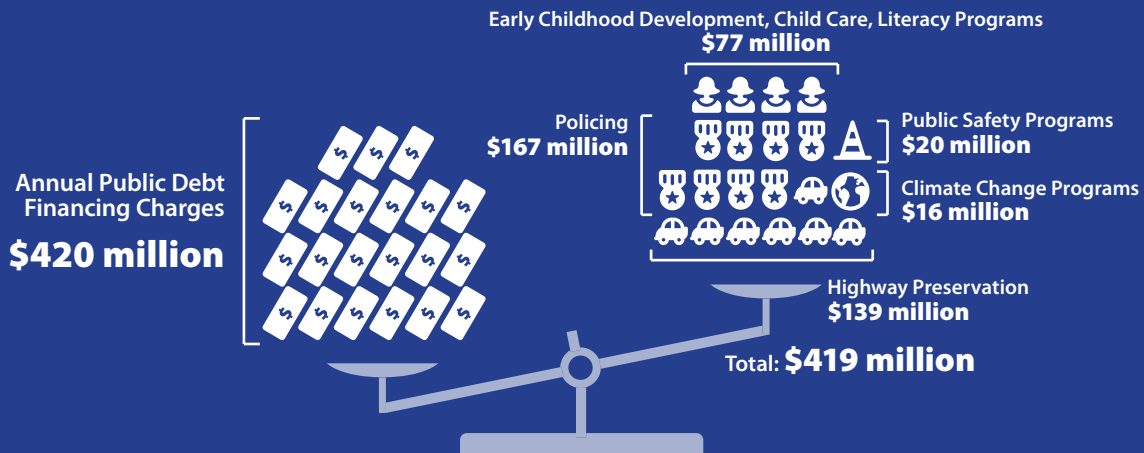 Early Childhood Development, Child Care, Literacy Programs
$77 million
Policing
$167 million
Public Safety Programs
$20 million
Annual Public Debt
Financing Charges
$420 million
Climate Change Programs
$16 million
Highway Preservation
$139 million
Total: $419 million
$ $ $
$ $ $ $ $ $
$ $ $ $ $ $
$ $ $ $ $ $